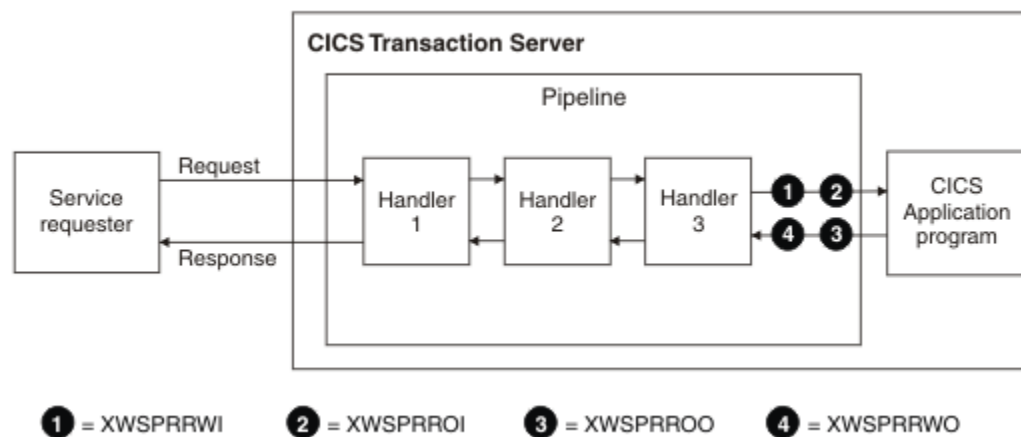 CICS Transaction Server
Pipeline
Service
requester
Request
Response
Handler
1
Handler
2
Handler
3
1 2
4 3
CICS
Application
program
1 = XWSPRRWI 2 = XWSPRROI 3 = XWSPRROO 4 = XWSPRRWO